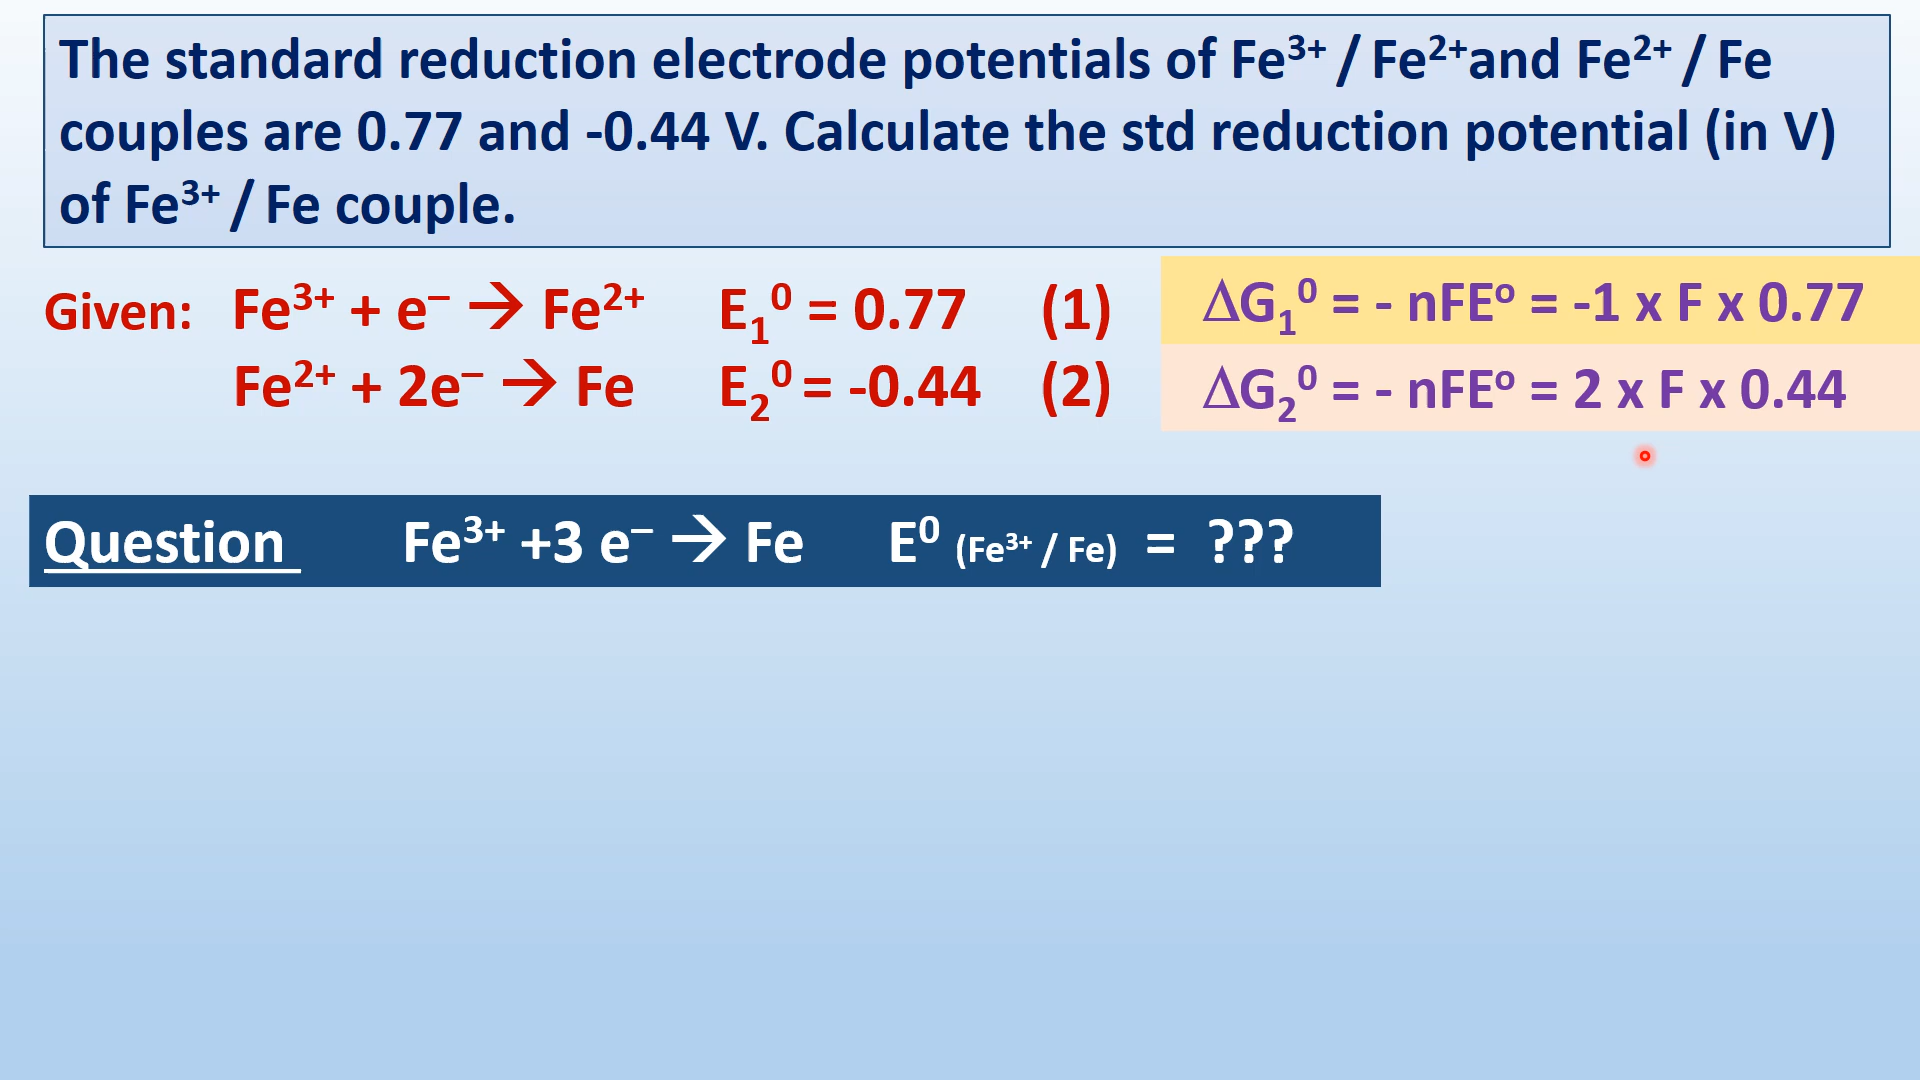 The standard reduction electrode potentials of Fe³⁺ / Fe²⁺and Fe²⁺ / Fe
couples are 0.77 and -0.44 V. Calculate the std reduction potential (in V)
of Fe³⁺ / Fe couple.
Given: Fe³⁺ + e⁻ → Fe²⁺ E₁⁰ = 0.77 (1) ΔG₁⁰ = - nFEº = -1 x F x 0.77
Fe²⁺ + 2e⁻ → Fe E₂⁰ = -0.44 (2) ΔG₂⁰ = - nFEº = 2 x F x 0.44
Question Fe³⁺ +3 e⁻ → Fe E⁰ (Fe³⁺ / Fe) = ???